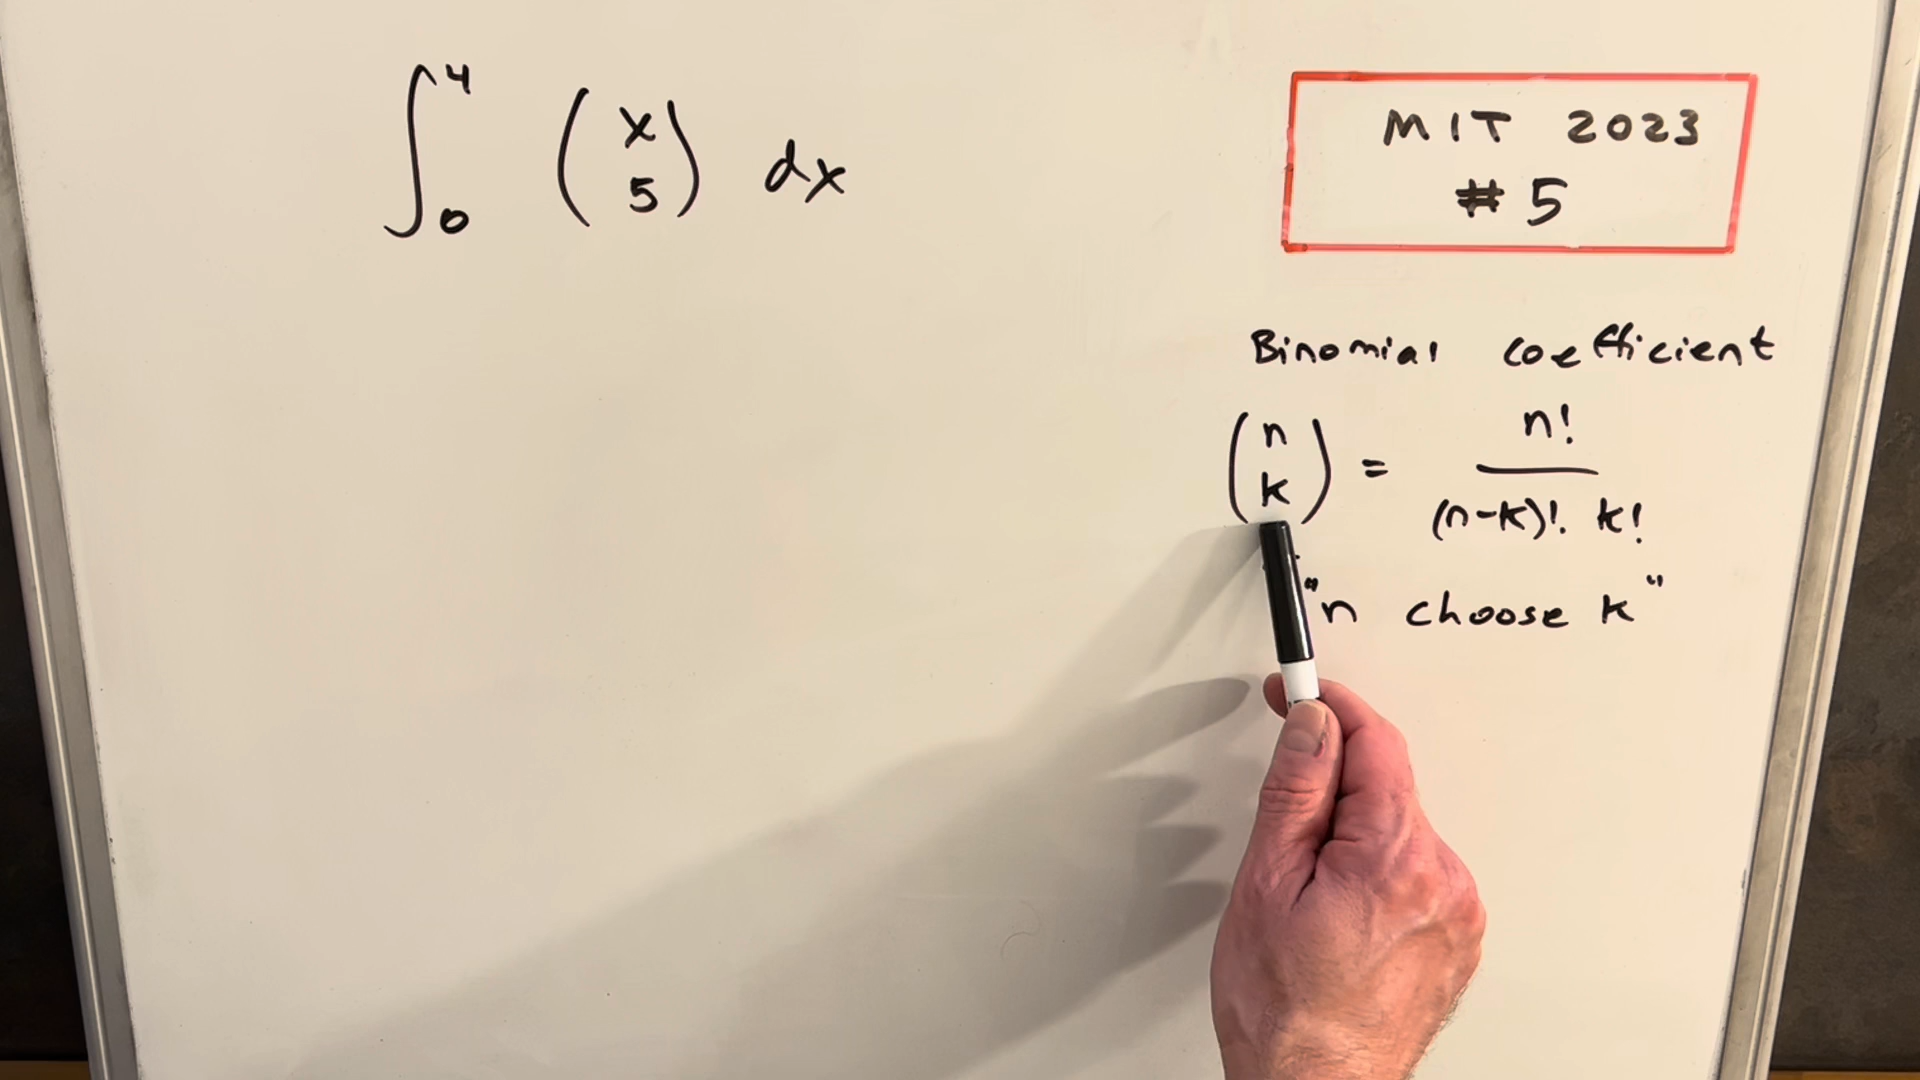 ∫₀⁴ (x 5) dx
MIT 2023
#5
Binomial coefficient
(n k) = n! / (n-k)! k!
"n choose k"